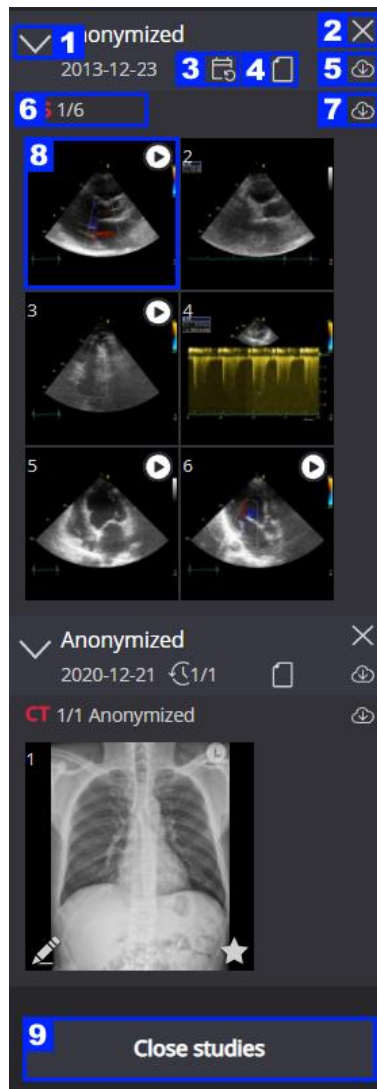 1 onymized 2
2013-12-23 3 4 5
6 S 1/6 7
8 2
3 4
5 6
Anonymized
2020-12-21 1/1
CT 1/1 Anonymized
1
9 Close studies